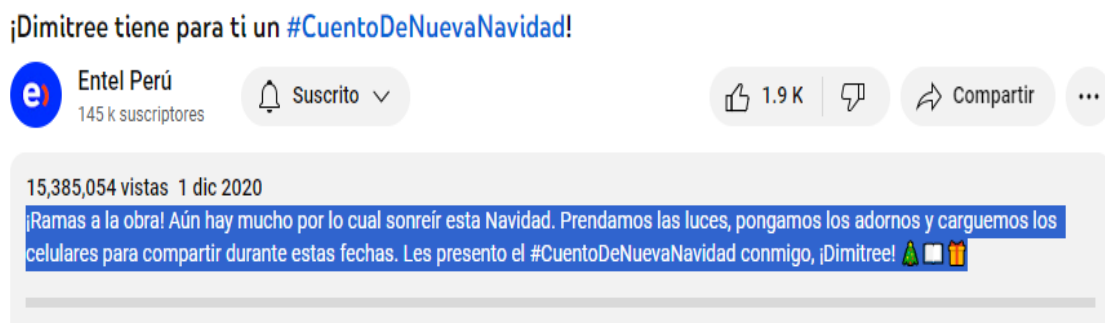 ¡Dimitree tiene para ti un #CuentoDeNuevaNavidad!
e)
Entel Perú
145 k suscriptores
Suscrito
1.9 K
Compartir
15,385,054 vistas 1 dic 2020
¡Ramas a la obra! Aún hay mucho por lo cual sonreír esta Navidad. Prendamos las luces, pongamos los adornos y carguemos los
celulares para compartir durante estas fechas. Les presento el #CuentoDeNuevaNavidad conmigo, ¡Dimitree! 🎄📖🎁